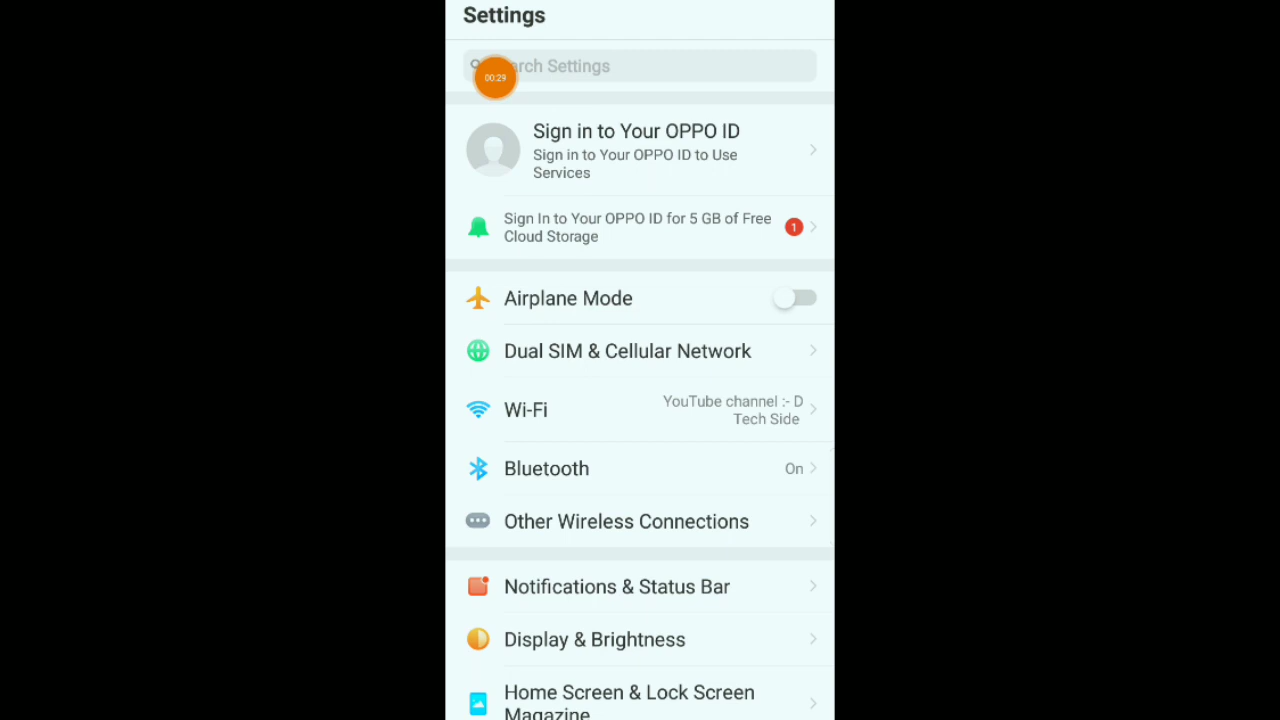 Settings
00:29
arch Settings
Sign in to Your OPPO ID
Sign in to Your OPPO ID to Use
Services
Sign In to Your OPPO ID for 5 GB of Free
Cloud Storage
1
Airplane Mode
Dual SIM & Cellular Network
Wi-Fi
YouTube channel :- D
Tech Side
Bluetooth
On
Other Wireless Connections
Notifications & Status Bar
Display & Brightness
Home Screen & Lock Screen
Magazine